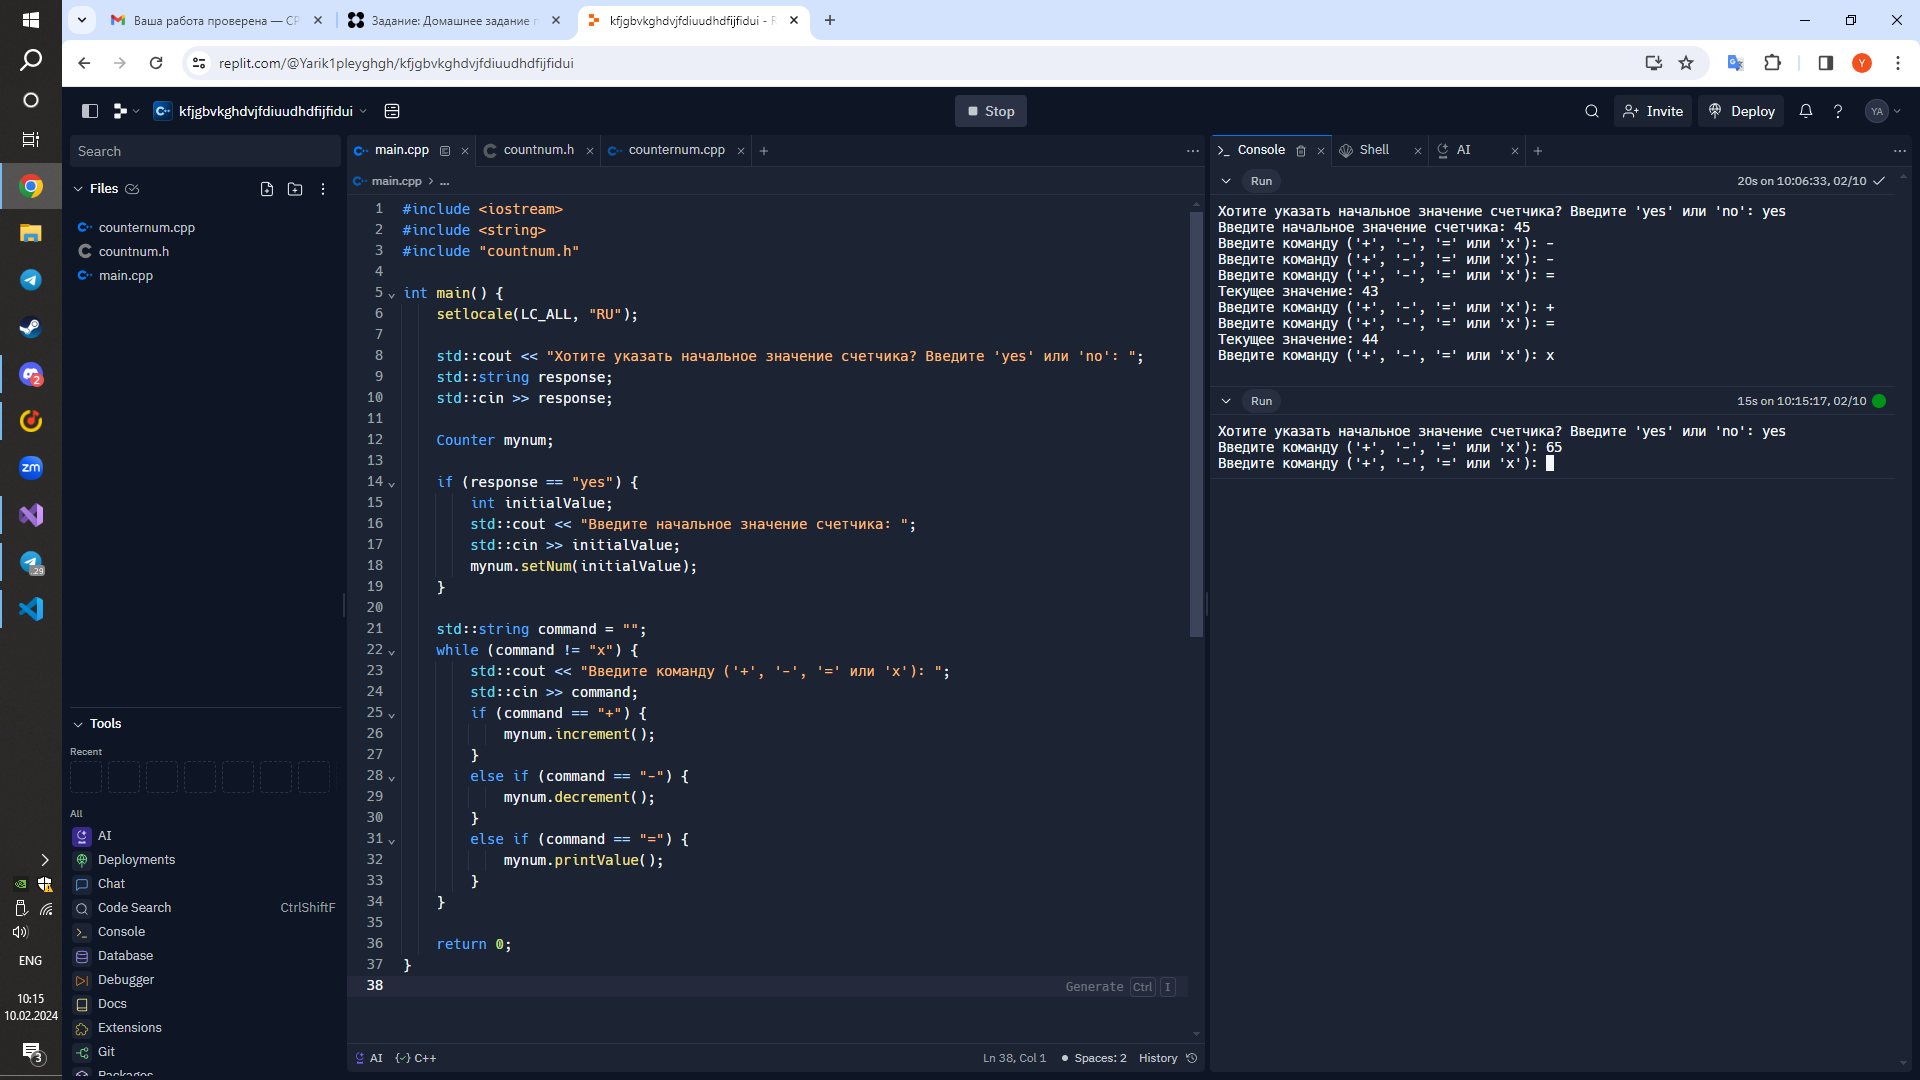 Ваша работа проверена — СР
Задание: Домашнее задание п
kfjgbvkghdvjfdiuudhdfijfidui - R
replit.com/@Yarik1pleyghgh/kfjgbvkghdvjfdiuudhdfijfidui
Y
kfjgbvkghdvjfdiuudhdfijfidui
Stop
Invite
Deploy
YA
Search
Files
counternum.cpp
countnum.h
main.cpp
Tools
Recent
All
AI
Deployments
Chat
Code Search CtrlShiftF
Console
Database
Debugger
Docs
Extensions
Git
Packages
main.cpp
countnum.h
counternum.cpp
main.cpp > ...
1 #include <iostream>
2 #include <string>
3 #include "countnum.h"
4
5 int main() {
6 setlocale(LC_ALL, "RU");
7
8 std::cout << "Хотите указать начальное значение счетчика? Введите 'yes' или 'no': ";
9 std::string response;
10 std::cin >> response;
11
12 Counter mynum;
13
14 if (response == "yes") {
15 int initialValue;
16 std::cout << "Введите начальное значение счетчика: ";
17 std::cin >> initialValue;
18 mynum.setNum(initialValue);
19 }
20
21 std::string command = "";
22 while (command != "x") {
23 std::cout << "Введите команду ('+', '-', '=' или 'x'): ";
24 std::cin >> command;
25 if (command == "+") {
26 mynum.increment();
27 }
28 else if (command == "-") {
29 mynum.decrement();
30 }
31 else if (command == "=") {
32 mynum.printValue();
33 }
34 }
35
36 return 0;
37 }
38
Generate Ctrl I
AI C++
Ln 38, Col 1 Spaces: 2 History
Console
Shell
AI
Run 20s on 10:06:33, 02/10
Хотите указать начальное значение счетчика? Введите 'yes' или 'no': yes
Введите начальное значение счетчика: 45
Введите команду ('+', '-', '=' или 'x'): -
Введите команду ('+', '-', '=' или 'x'): -
Введите команду ('+', '-', '=' или 'x'): =
Текущее значение: 43
Введите команду ('+', '-', '=' или 'x'): +
Введите команду ('+', '-', '=' или 'x'): =
Текущее значение: 44
Введите команду ('+', '-', '=' или 'x'): x
Run 15s on 10:15:17, 02/10
Хотите указать начальное значение счетчика? Введите 'yes' или 'no': yes
Введите команду ('+', '-', '=' или 'x'): 65
Введите команду ('+', '-', '=' или 'x'):
2
zm
29
ENG
10:15
10.02.2024
3